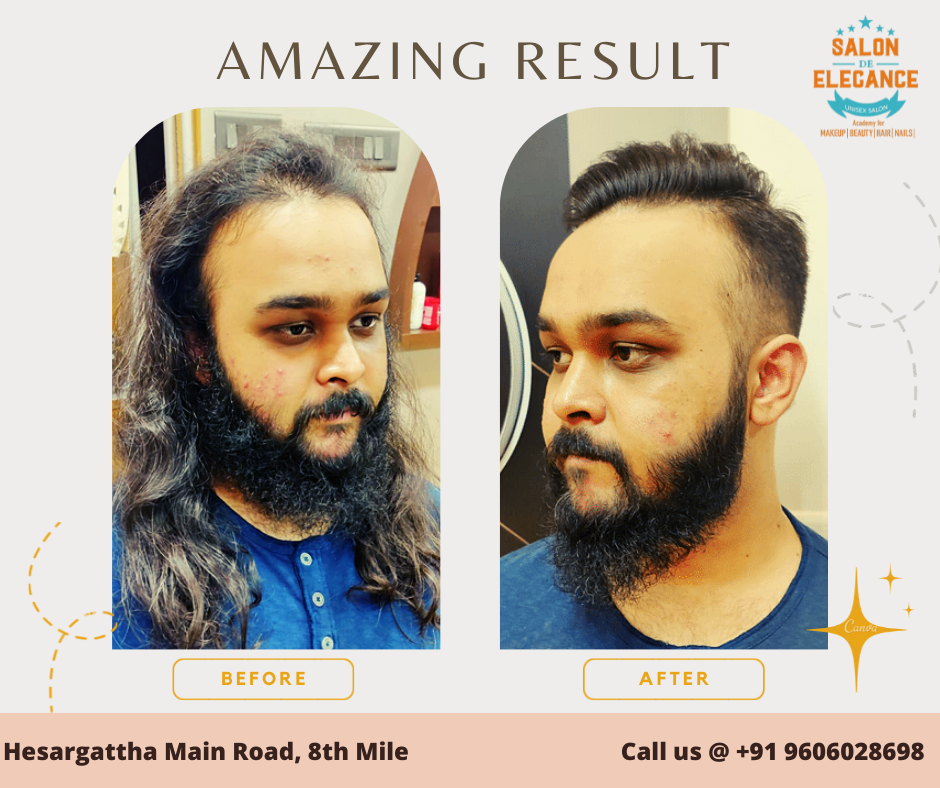 AMAZING RESULT
SALON
DE
ELEGANCE
UNISEX SALON
Academy for
MAKEUP| BEAUTY| HAIR| NAILS|
BEFORE
AFTER
Canva
Hesargattha Main Road, 8th Mile
Call us @ +91 9606028698